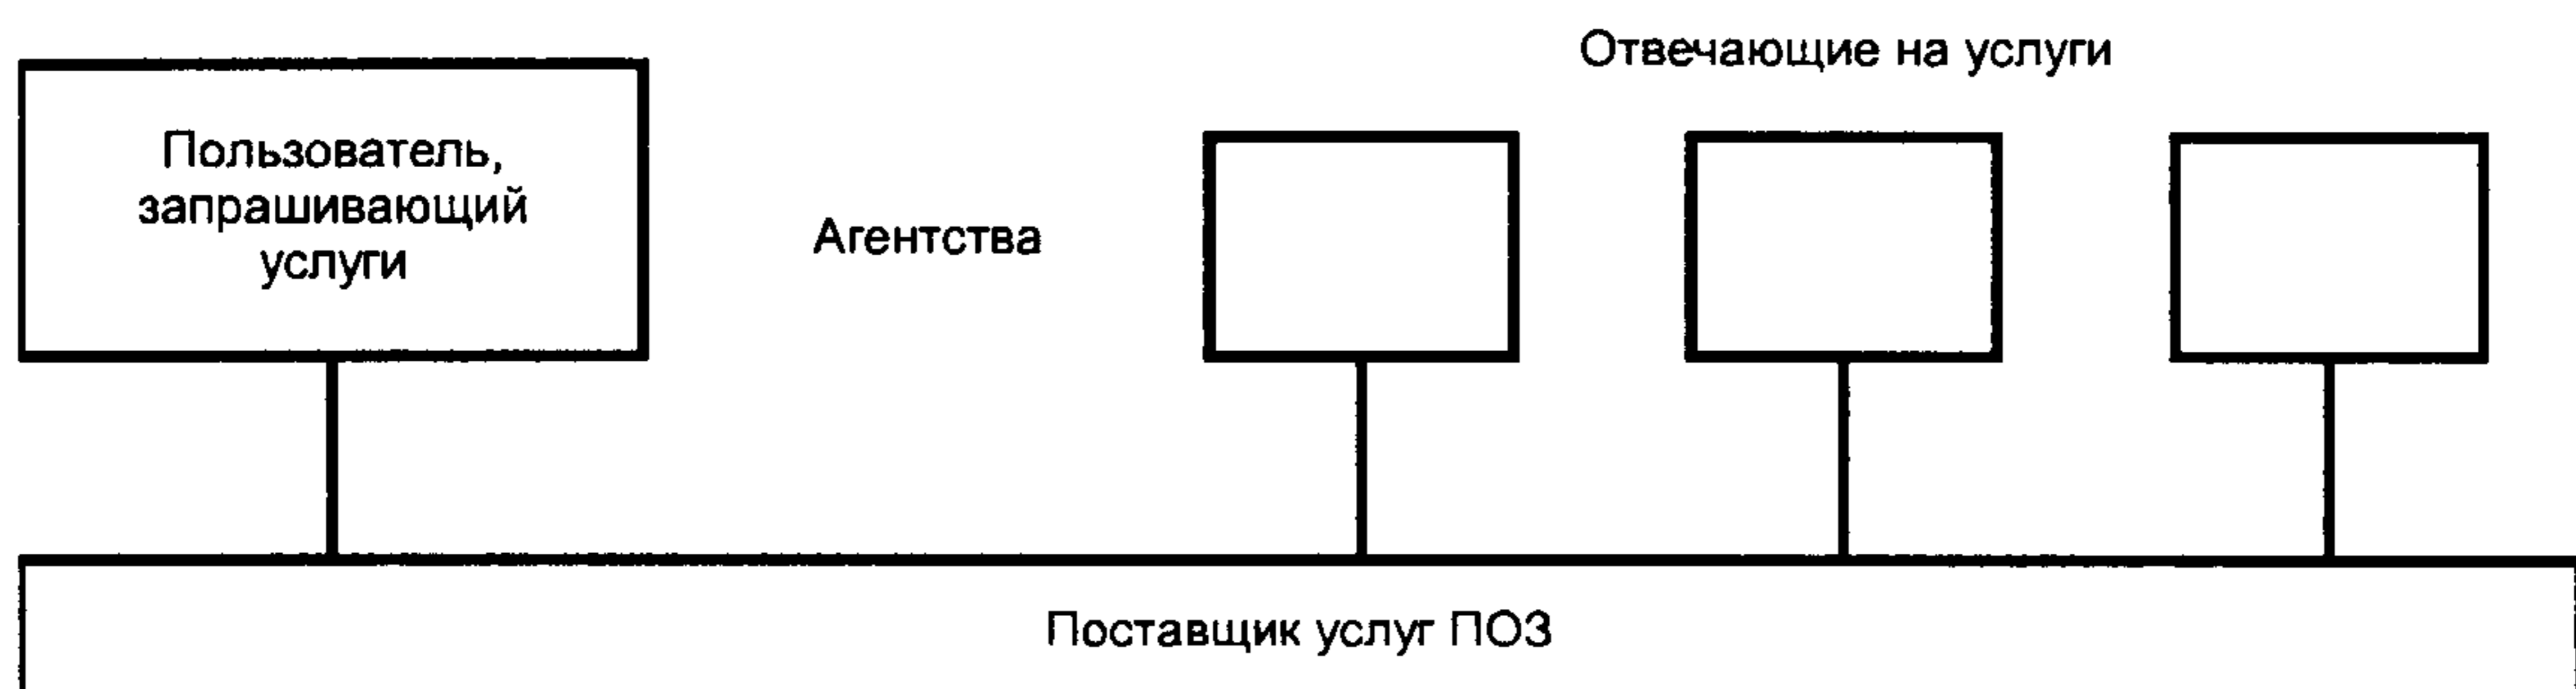 Отвечающие на услуги
Пользователь,
запрашивающий
услуги
Агентства
Поставщик услуг ПОЗ